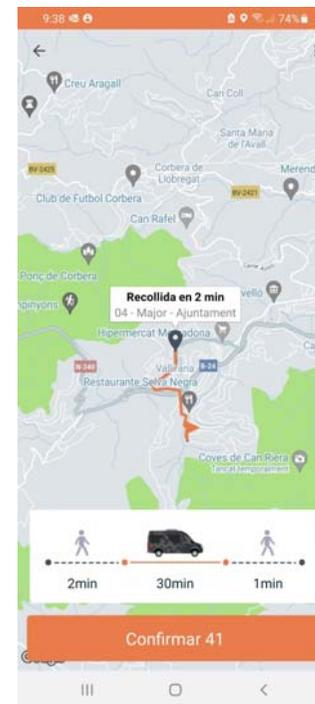 9:38
74%
Creu Aragall
Can Coll
Santa Maria
de l'Avall
BV-2425
Corbera de
Llobregat
Merend
BV-2421
Club de Futbol Corbera
Can Rafel
Ponç de Corbera
Recollida en 2 min
04 - Major - Ajuntament
Vallirana
N-340
B-24
Restaurante Selva Negra
Coves de Can Riera
Tancat temporalment
2min
30min
1min
Confirmar 41